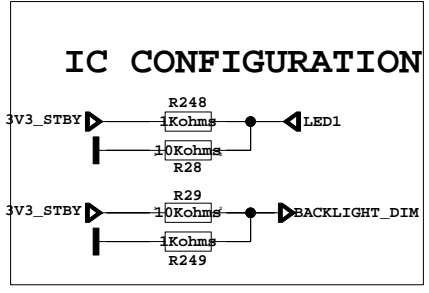 IC CONFIGURATION
R248
3V3_STBY 1Kohms LED1
10Kohms
R28
R29
3V3_STBY 10Kohms BACKLIGHT_DIM
1Kohms
R249